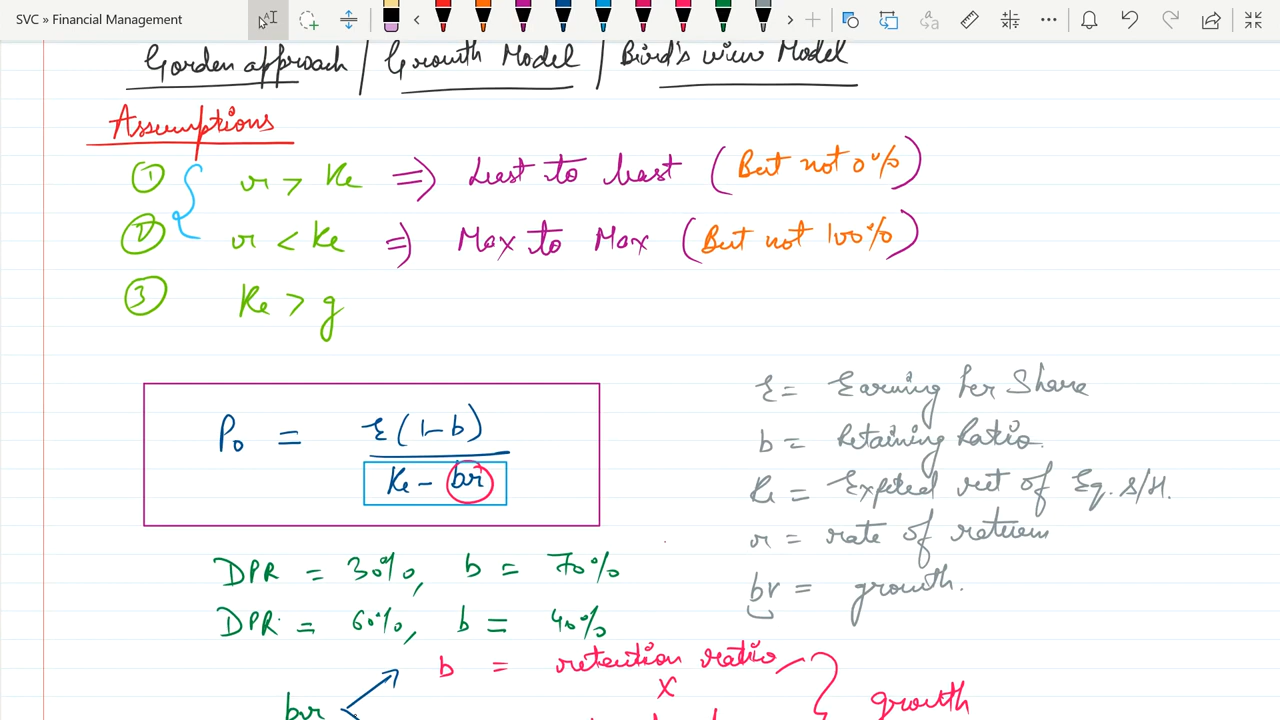 SVC » Financial Management
Gorden approach / Growth Model / Bird's view Model
Assumptions
① r > Ke ⇒ Least to least (But not 0%)
② r < Ke ⇒ Max to Max (But not 100%)
③ Ke > g
P₀ = E(1-b) / Ke - br
E = Earning per Share
b = Retaining Ratio.
Ke = Expected ret of Eq. S/H.
r = rate of return
br = growth.
DPR = 30%, b = 70%
DPR = 60%, b = 40%
b = retention ratio
x
br growth